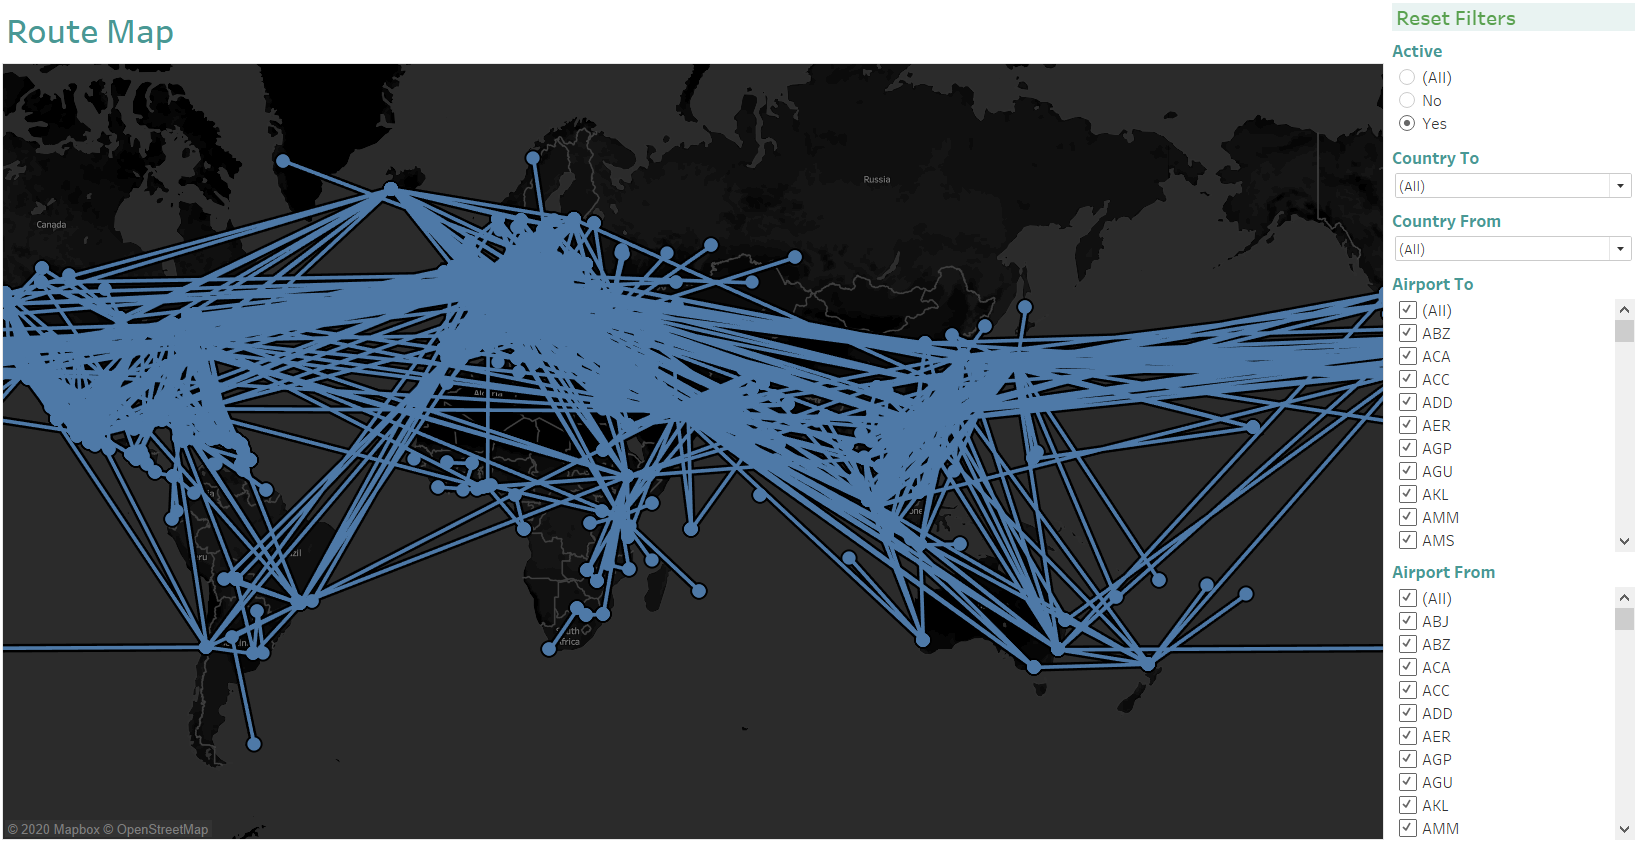 Route Map
Canada
Russia
© 2020 Mapbox © OpenStreetMap
Reset Filters
Active
(All)
No
Yes
Country To
(All)
Country From
(All)
Airport To
(All)
ABZ
ACA
ACC
ADD
AER
AGP
AGU
AKL
AMM
AMS
Airport From
(All)
ABJ
ABZ
ACA
ACC
ADD
AER
AGP
AGU
AKL
AMM